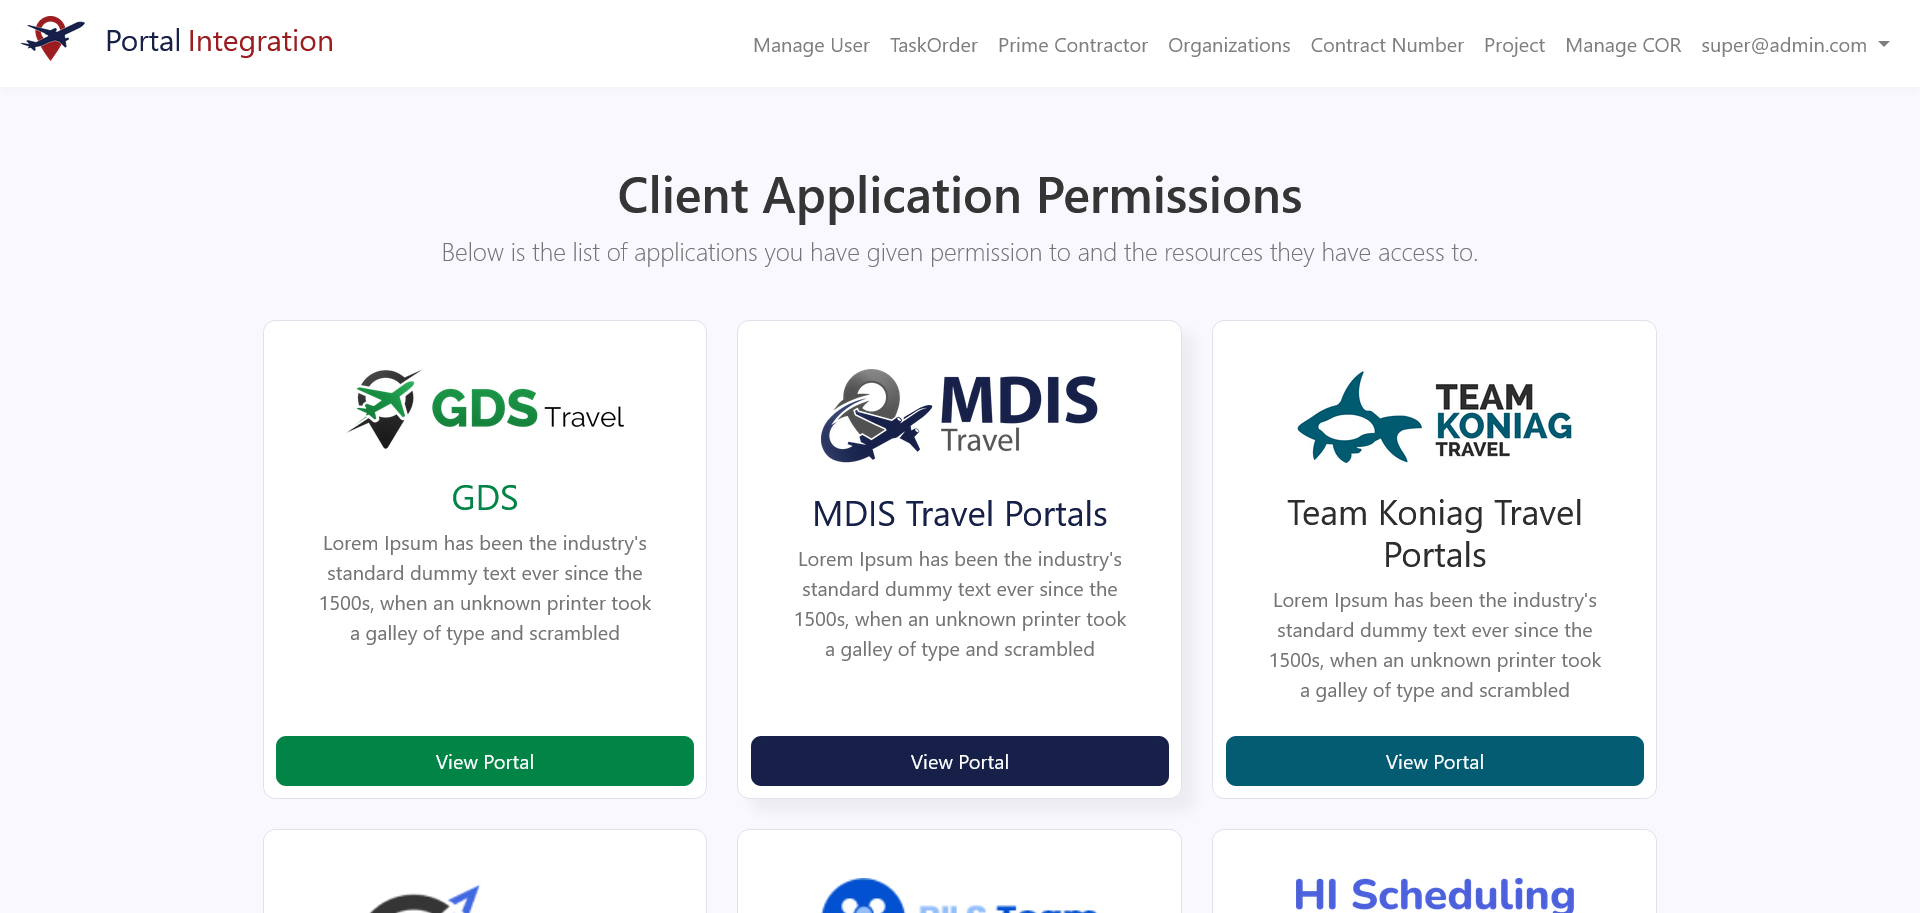 Portal Integration
Manage User TaskOrder Prime Contractor Organizations Contract Number Project Manage COR super@admin.com
Client Application Permissions
Below is the list of applications you have given permission to and the resources they have access to.
GDS Travel
GDS
Lorem Ipsum has been the industry's
standard dummy text ever since the
1500s, when an unknown printer took
a galley of type and scrambled
View Portal
MDIS
Travel
MDIS Travel Portals
Lorem Ipsum has been the industry's
standard dummy text ever since the
1500s, when an unknown printer took
a galley of type and scrambled
View Portal
TEAM
KONIAG
TRAVEL
Team Koniag Travel
Portals
Lorem Ipsum has been the industry's
standard dummy text ever since the
1500s, when an unknown printer took
a galley of type and scrambled
View Portal
Team
HI Scheduling